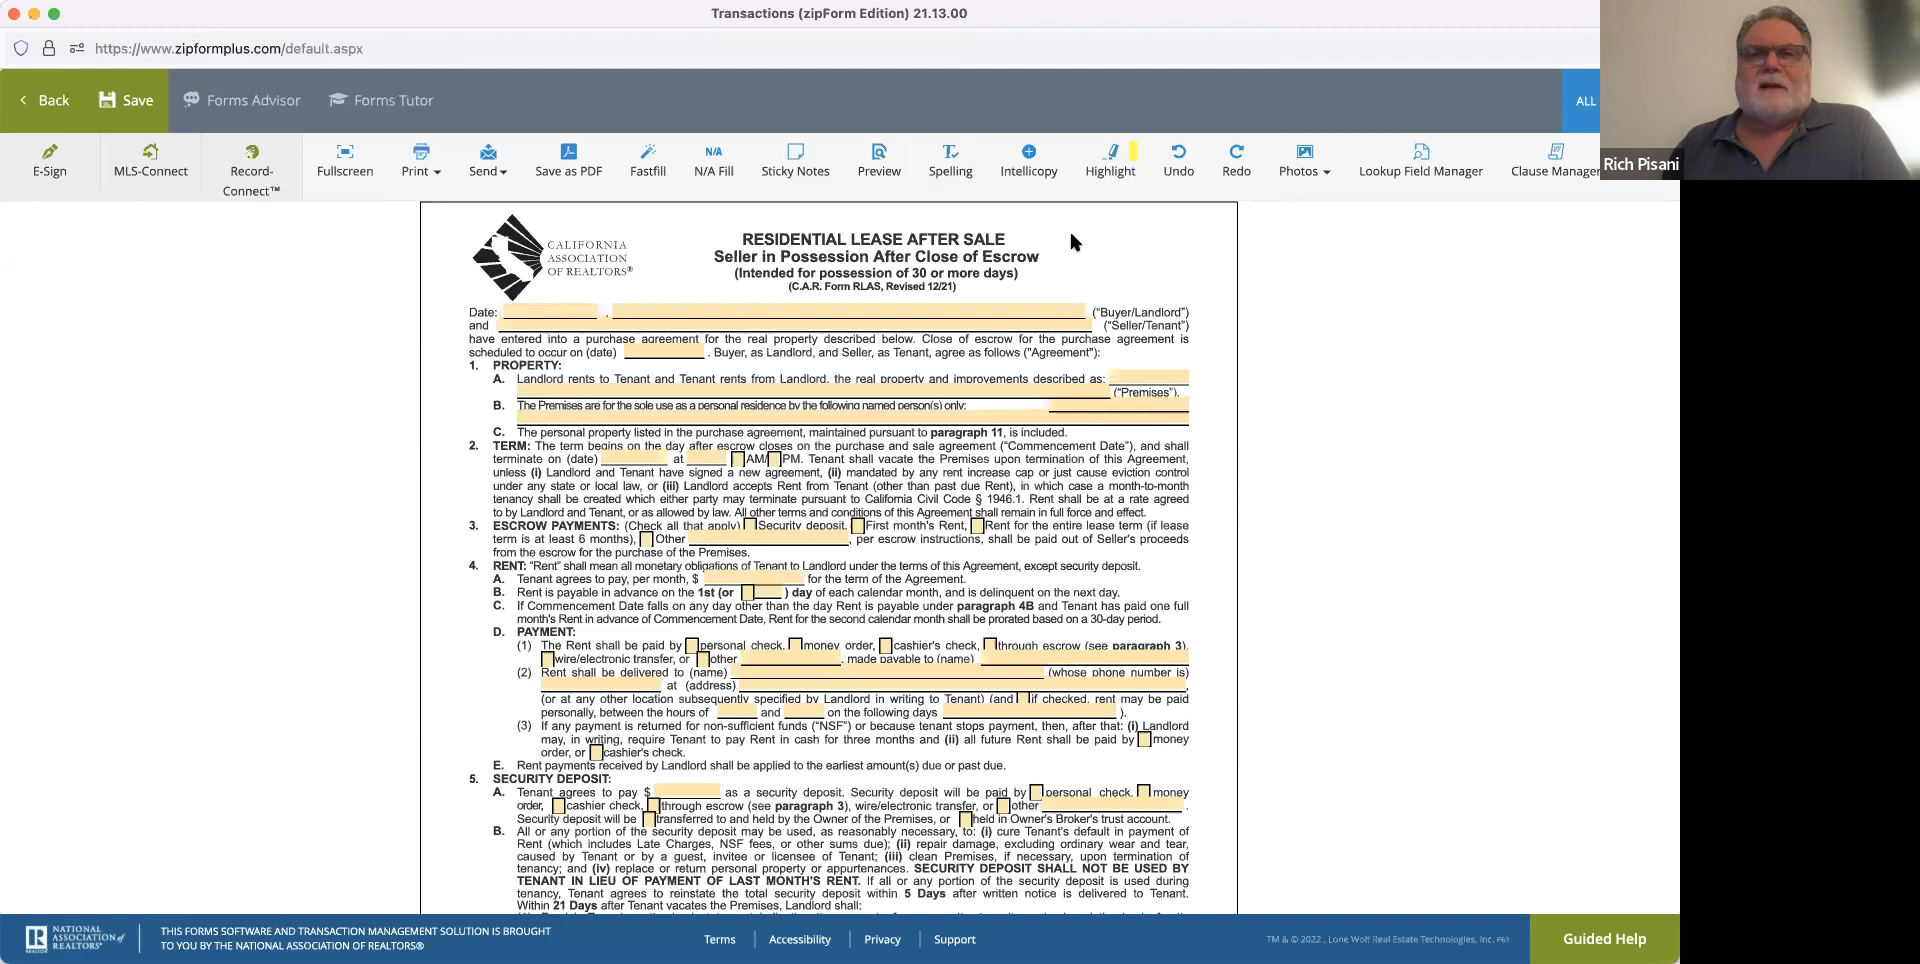 Transactions (zipForm Edition) 21.13.00
https://www.zipformplus.com/default.aspx
Back
Save
Forms Advisor
Forms Tutor
ALL
Rich Pisani
E-Sign
MLS-Connect
Record-
Connect™
Fullscreen
Print
Send
Save as PDF
Fastfill
N/A
N/A Fill
Sticky Notes
Preview
Spelling
Intellicopy
Highlight
Undo
Redo
Photos
Lookup Field Manager
Clause Manager
CALIFORNIA
ASSOCIATION
OF REALTORS®
RESIDENTIAL LEASE AFTER SALE
Seller in Possession After Close of Escrow
(Intended for possession of 30 or more days)
(C.A.R. Form RLAS, Revised 12/21)
Date: , ("Buyer/Landlord")
and ("Seller/Tenant")
have entered into a purchase agreement for the real property described below. Close of escrow for the purchase agreement is
scheduled to occur on (date) . Buyer, as Landlord, and Seller, as Tenant, agree as follows ("Agreement"):
1. PROPERTY:
A. Landlord rents to Tenant and Tenant rents from Landlord, the real property and improvements described as:
("Premises").
B. The Premises are for the sole use as a personal residence by the following named person(s) only:
C. The personal property listed in the purchase agreement, maintained pursuant to paragraph 11, is included.
2. TERM: The term begins on the day after escrow closes on the purchase and sale agreement ("Commencement Date"), and shall
terminate on (date) at AM/ PM. Tenant shall vacate the Premises upon termination of this Agreement,
unless (i) Landlord and Tenant have signed a new agreement, (ii) mandated by any rent increase cap or just cause eviction control
under any state or local law, or (iii) Landlord accepts Rent from Tenant (other than past due Rent), in which case a month-to-month
tenancy shall be created which either party may terminate pursuant to California Civil Code § 1946.1. Rent shall be at a rate agreed
to by Landlord and Tenant, or as allowed by law. All other terms and conditions of this Agreement shall remain in full force and effect.
3. ESCROW PAYMENTS: (Check all that apply) Security deposit, First month's Rent, Rent for the entire lease term (if lease
term is at least 6 months), Other , per escrow instructions, shall be paid out of Seller's proceeds
from the escrow for the purchase of the Premises.
4. RENT: "Rent" shall mean all monetary obligations of Tenant to Landlord under the terms of this Agreement, except security deposit.
A. Tenant agrees to pay, per month, $ for the term of the Agreement.
B. Rent is payable in advance on the 1st (or ) day of each calendar month, and is delinquent on the next day.
C. If Commencement Date falls on any day other than the day Rent is payable under paragraph 4B and Tenant has paid one full
month's Rent in advance of Commencement Date, Rent for the second calendar month shall be prorated based on a 30-day period.
D. PAYMENT:
(1) The Rent shall be paid by personal check, money order, cashier's check, through escrow (see paragraph 3),
wire/electronic transfer, or other , made payable to (name)
(2) Rent shall be delivered to (name) (whose phone number is)
at (address) ,
(or at any other location subsequently specified by Landlord in writing to Tenant) (and if checked, rent may be paid
personally, between the hours of and on the following days ).
(3) If any payment is returned for non-sufficient funds ("NSF") or because tenant stops payment, then, after that: (i) Landlord
may, in writing, require Tenant to pay Rent in cash for three months and (ii) all future Rent shall be paid by money
order, or cashier's check.
E. Rent payments received by Landlord shall be applied to the earliest amount(s) due or past due.
5. SECURITY DEPOSIT:
A. Tenant agrees to pay $ as a security deposit. Security deposit will be paid by personal check, money
order, cashier check, through escrow (see paragraph 3), wire/electronic transfer, or other .
Security deposit will be transferred to and held by the Owner of the Premises, or held in Owner's Broker's trust account.
B. All or any portion of the security deposit may be used, as reasonably necessary, to: (i) cure Tenant's default in payment of
Rent (which includes Late Charges, NSF fees, or other sums due); (ii) repair damage, excluding ordinary wear and tear,
caused by Tenant or by a guest, invitee or licensee of Tenant; (iii) clean Premises, if necessary, upon termination of
tenancy; and (iv) replace or return personal property or appurtenances. SECURITY DEPOSIT SHALL NOT BE USED BY
TENANT IN LIEU OF PAYMENT OF LAST MONTH'S RENT. If all or any portion of the security deposit is used during
tenancy, Tenant agrees to reinstate the total security deposit within 5 Days after written notice is delivered to Tenant.
Within 21 Days after Tenant vacates the Premises, Landlord shall:
NATIONAL
ASSOCIATION of
REALTORS®
THIS FORMS SOFTWARE AND TRANSACTION MANAGEMENT SOLUTION IS BROUGHT
TO YOU BY THE NATIONAL ASSOCIATION OF REALTORS®
Terms
Accessibility
Privacy
Support
TM & © 2022 , Lone Wolf Real Estate Technologies, Inc. P61
Guided Help